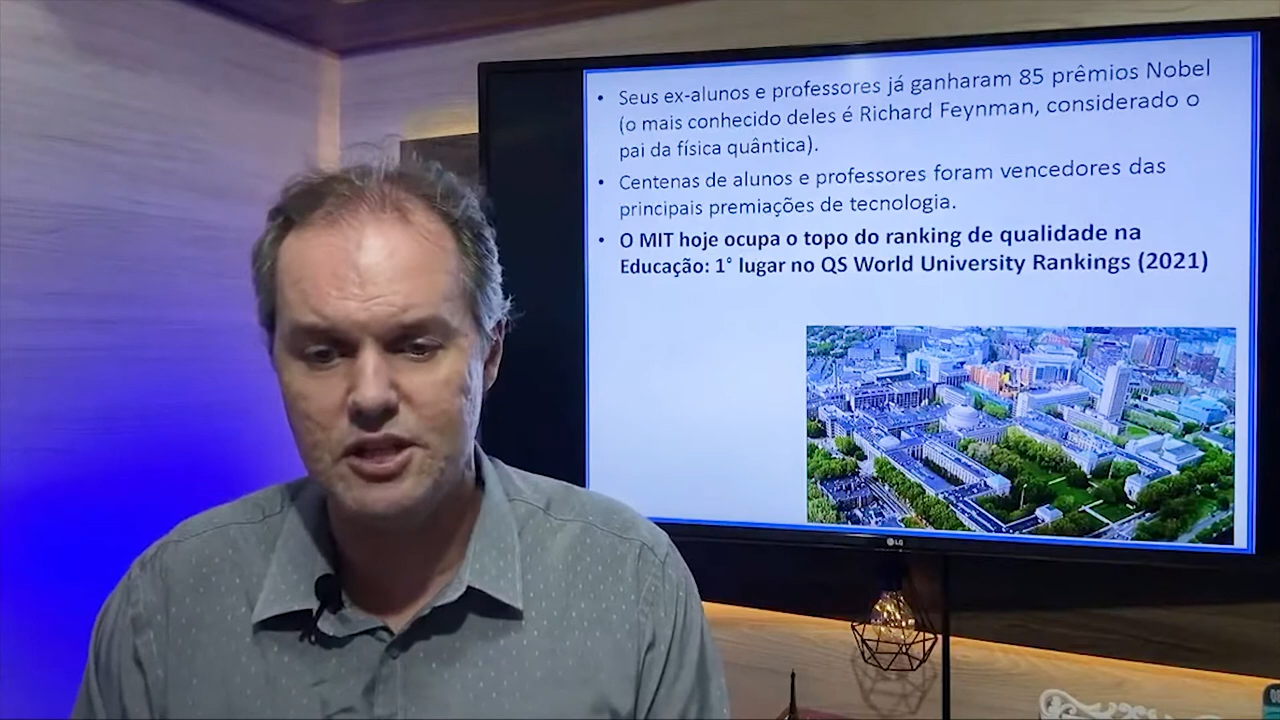 • Seus ex-alunos e professores já ganharam 85 prêmios Nobel
(o mais conhecido deles é Richard Feynman, considerado o
pai da física quântica).
• Centenas de alunos e professores foram vencedores das
principais premiações de tecnologia.
• O MIT hoje ocupa o topo do ranking de qualidade na
Educação: 1° lugar no QS World University Rankings (2021)
LG